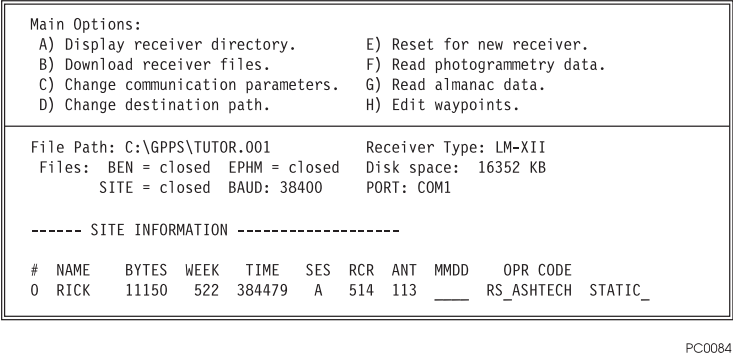 Main Options:
A) Display receiver directory. E) Reset for new receiver.
B) Download receiver files. F) Read photogrammetry data.
C) Change communication parameters. G) Read almanac data.
D) Change destination path. H) Edit waypoints.
File Path: C:\GPPS\TUTOR.001 Receiver Type: LM-XII
Files: BEN = closed EPHM = closed Disk space: 16352 KB
SITE = closed BAUD: 38400 PORT: COM1
------ SITE INFORMATION -------------------
# NAME BYTES WEEK TIME SES RCR ANT MMDD OPR CODE
0 RICK 11150 522 384479 A 514 113 ____ RS_ASHTECH STATIC_
PC0084